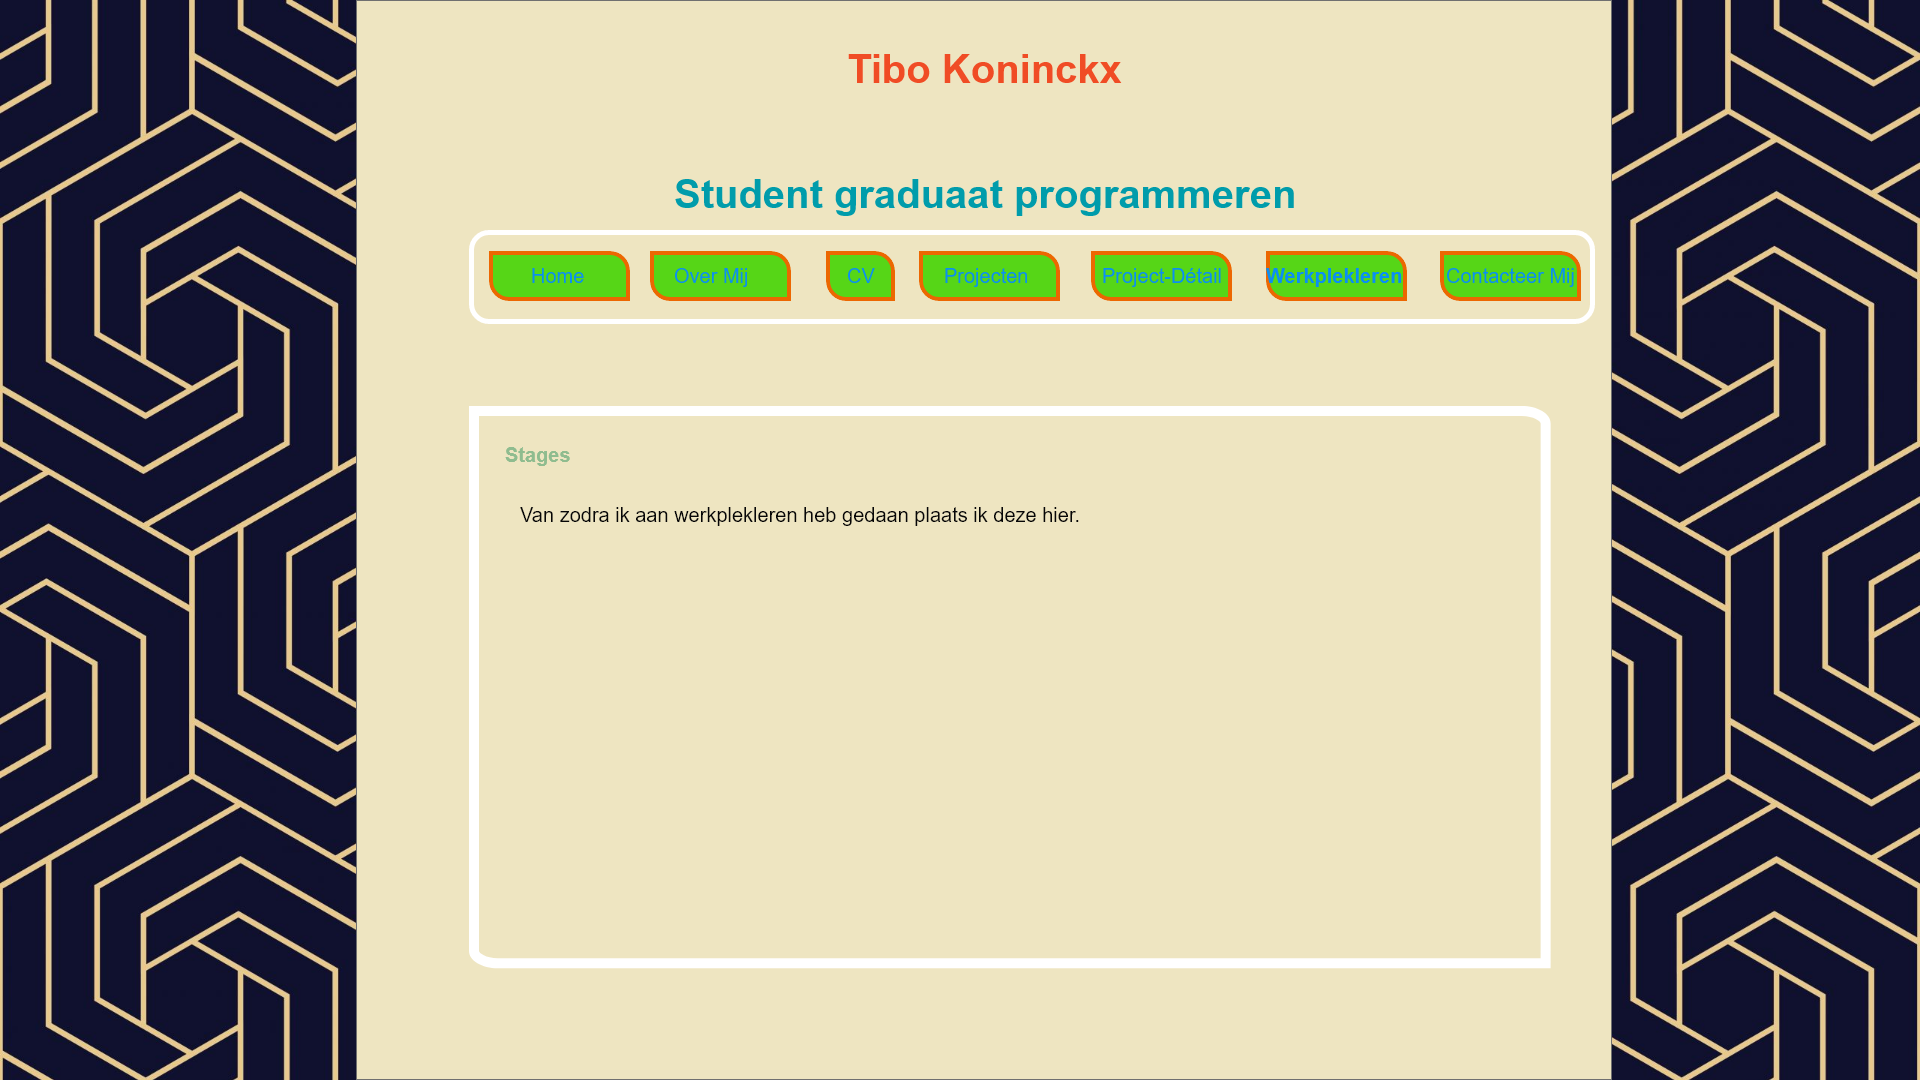 Tibo Koninckx
Student graduaat programmeren
Home
Over Mij
CV
Projecten
Project-Détail
Werkplekleren
Contacteer Mij
Stages
Van zodra ik aan werkplekleren heb gedaan plaats ik deze hier.